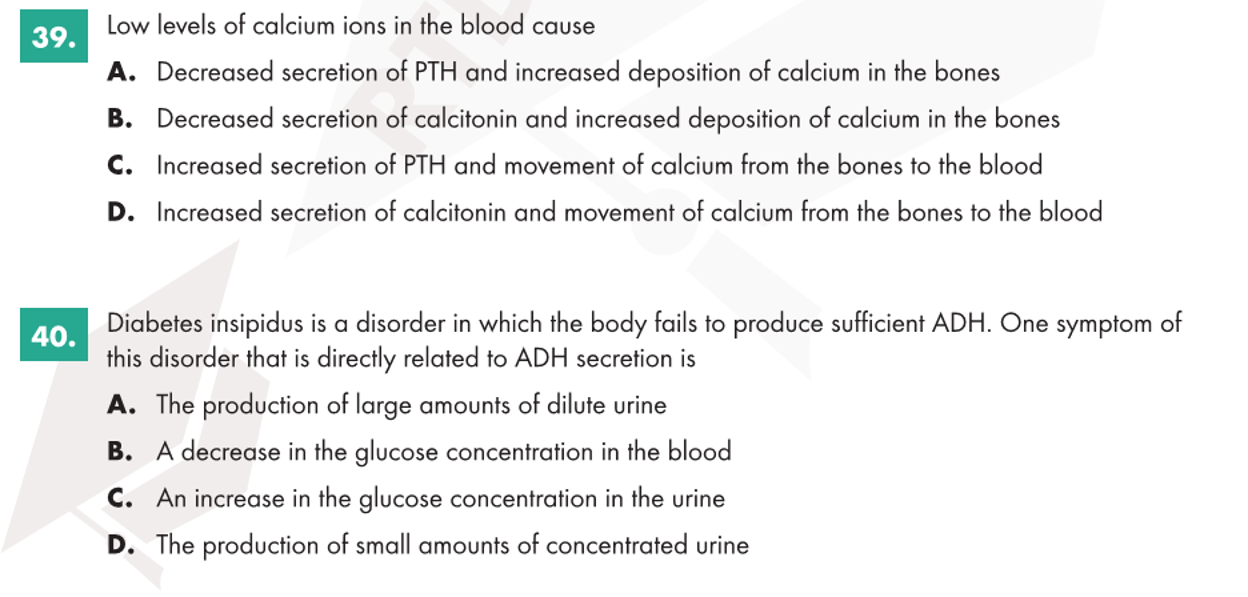 39. Low levels of calcium ions in the blood cause
A. Decreased secretion of PTH and increased deposition of calcium in the bones
B. Decreased secretion of calcitonin and increased deposition of calcium in the bones
C. Increased secretion of PTH and movement of calcium from the bones to the blood
D. Increased secretion of calcitonin and movement of calcium from the bones to the blood
40. Diabetes insipidus is a disorder in which the body fails to produce sufficient ADH. One symptom of
this disorder that is directly related to ADH secretion is
A. The production of large amounts of dilute urine
B. A decrease in the glucose concentration in the blood
C. An increase in the glucose concentration in the urine
D. The production of small amounts of concentrated urine